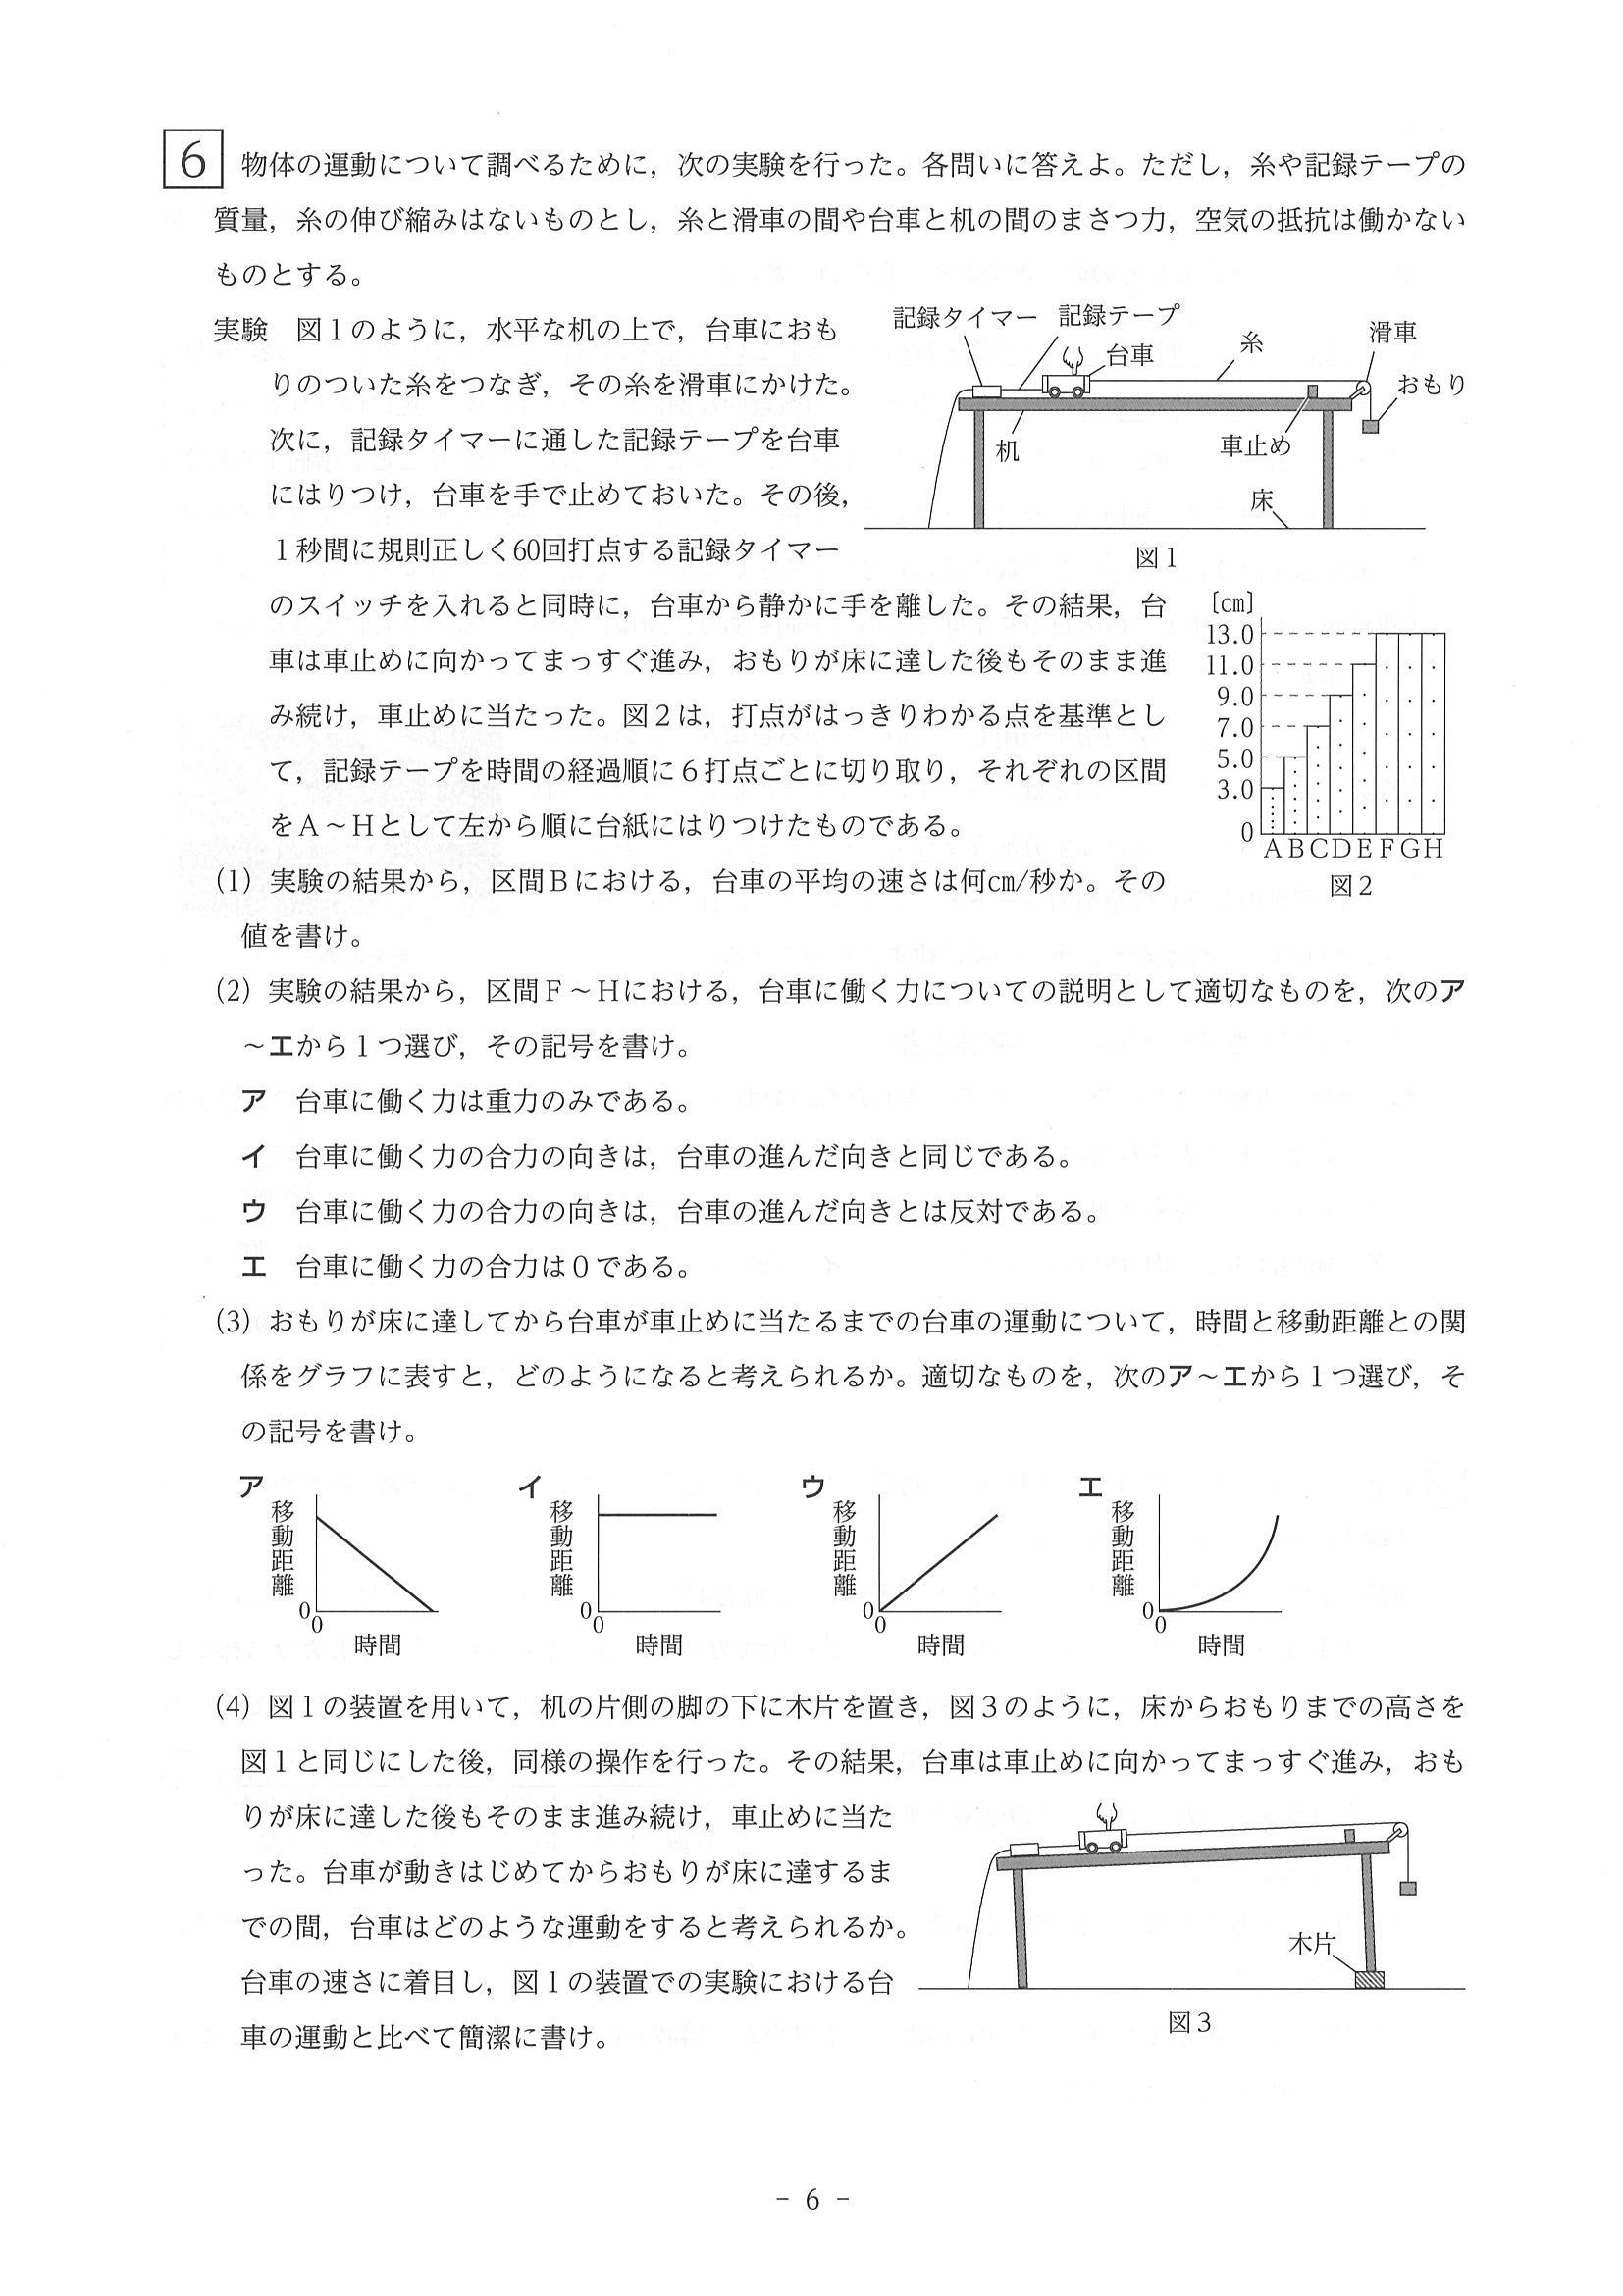 6 物体の運動について調べるために，次の実験を行った。各問いに答えよ。ただし，糸や記録テープの
質量，糸の伸び縮みはないものとし，糸と滑車の間や台車と机の間のまさつ力，空気の抵抗は働かない
ものとする。
実験　図１のように，水平な机の上で，台車におも
りのついた糸をつなぎ，その糸を滑車にかけた。
次に，記録タイマーに通した記録テープを台車
にはりつけ，台車を手で止めておいた。その後，
１秒間に規則正しく60回打点する記録タイマー
記録タイマー
記録テープ
台車
糸
滑車
おもり
机
車止め
床
図１
のスイッチを入れると同時に，台車から静かに手を離した。その結果，台
車は車止めに向かってまっすぐ進み，おもりが床に達した後もそのまま進
み続け，車止めに当たった。図２は，打点がはっきりわかる点を基準とし
て，記録テープを時間の経過順に６打点ごとに切り取り，それぞれの区間
をＡ～Ｈとして左から順に台紙にはりつけたものである。
〔cm〕
13.0
11.0
9.0
7.0
5.0
3.0
0
A B C D E F G H
図２
(1) 実験の結果から，区間Ｂにおける，台車の平均の速さは何cm/秒か。その
値を書け。
(2) 実験の結果から，区間Ｆ～Ｈにおける，台車に働く力についての説明として適切なものを，次のア
～エから１つ選び，その記号を書け。
ア　台車に働く力は重力のみである。
イ　台車に働く力の合力の向きは，台車の進んだ向きと同じである。
ウ　台車に働く力の合力の向きは，台車の進んだ向きとは反対である。
エ　台車に働く力の合力は０である。
(3) おもりが床に達してから台車が車止めに当たるまでの台車の運動について，時間と移動距離との関
係をグラフに表すと，どのようになると考えられるか。適切なものを，次のア～エから１つ選び，そ
の記号を書け。
ア
移動距離
0
0
時間
イ
移動距離
0
0
時間
ウ
移動距離
0
0
時間
エ
移動距離
0
0
時間
(4) 図１の装置を用いて，机の片側の脚の下に木片を置き，図３のように，床からおもりまでの高さを
図１と同じにした後，同様の操作を行った。その結果，台車は車止めに向かってまっすぐ進み，おも
りが床に達した後もそのまま進み続け，車止めに当た
った。台車が動きはじめてからおもりが床に達するま
での間，台車はどのような運動をすると考えられるか。
台車の速さに着目し，図１の装置での実験における台
車の運動と比べて簡潔に書け。
木片
図３
－ 6 －